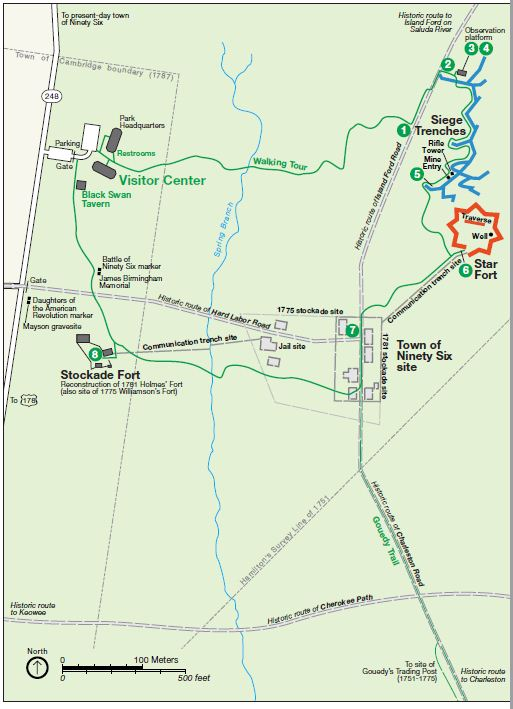 To present-day town
of Ninety Six
Historic route to
Island Ford on
Saluda River
Observation
platform
3 4
2
Town of Cambridge boundary (1787)
248
Park
Headquarters
Parking
Restrooms
Gate
Visitor Center
Black Swan
Tavern
Walking Tour
1
Siege
Trenches
Rifle
Tower
Mine
Entry
5
Historic route of Island Ford Road
Spring Branch
Traverse
Well
6
Star
Fort
Communication trench site
Battle of
Ninety Six marker
James Birmingham
Memorial
Gate
Daughters of
the American
Revolution marker
Mayson gravesite
Historic route of Hard Labor Road
1775 stockade site
7
Communication trench site
Jail site
1781 stockade site
Town of
Ninety Six
site
8
Stockade Fort
Reconstruction of 1781 Holmes' Fort
(also site of 1775 Williamson's Fort)
To 178
Hamilton's Survey Line of 1751
Historic route of Charleston Road
Gouedy Trail
Historic route
to Keowee
Historic route of Cherokee Path
North
0 100 Meters
0 500 feet
To site of
Gouedy's Trading Post
(1751-1775)
Historic route
to Charleston